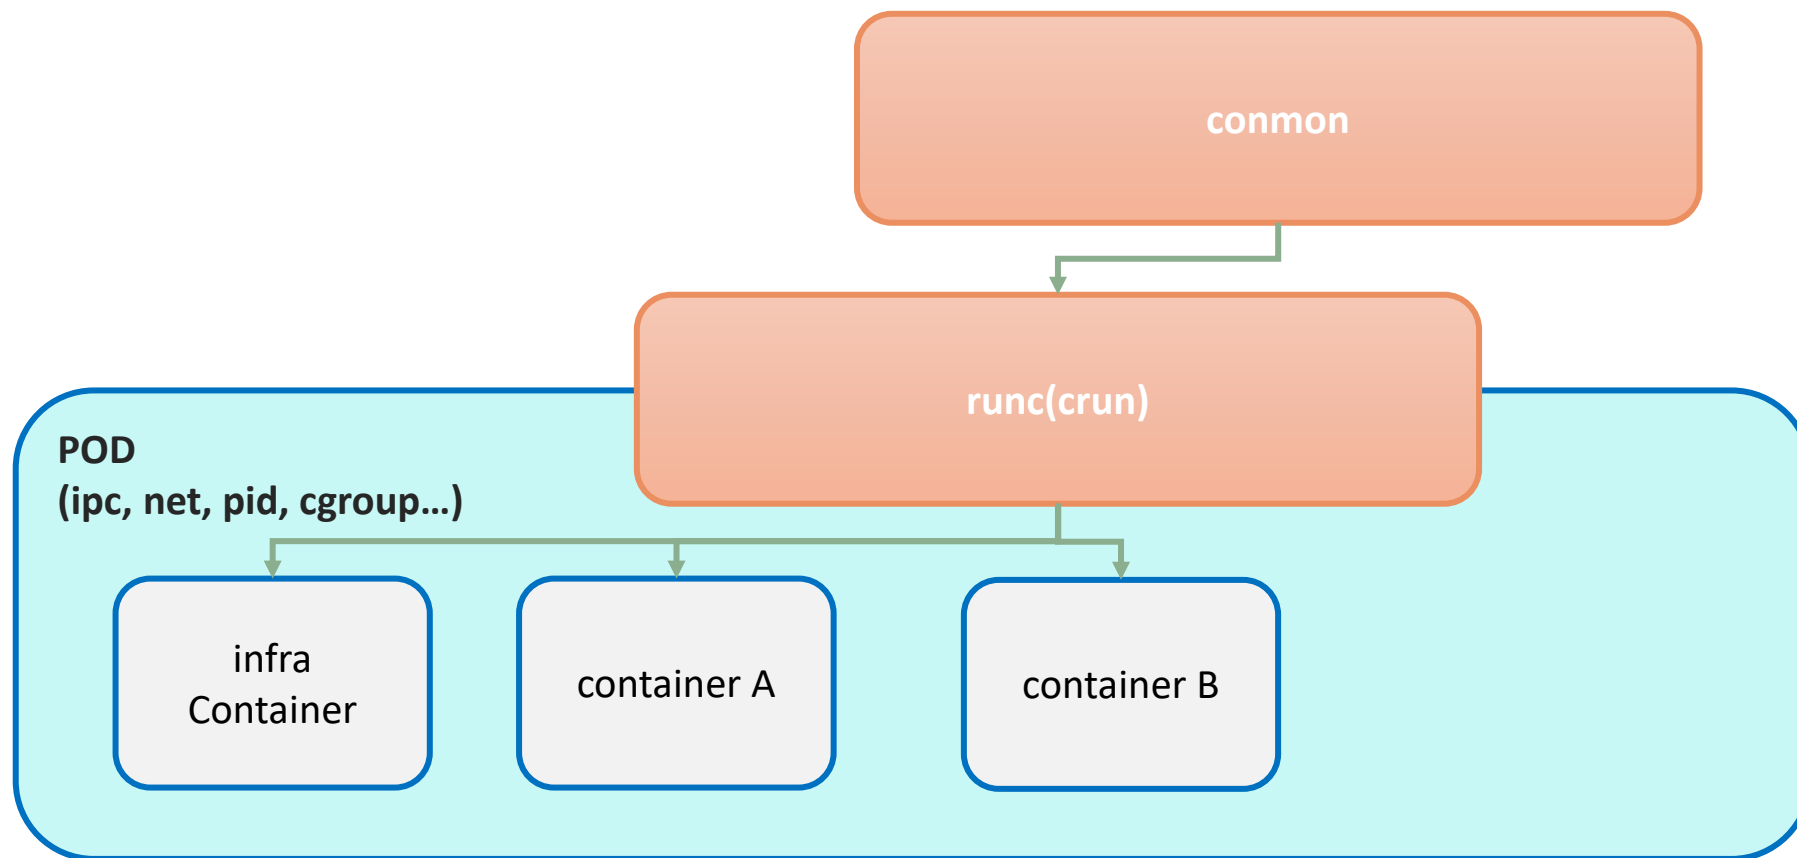 conmon
runc(crun)
POD
(ipc, net, pid, cgroup...)
infra
Container
container A
container B